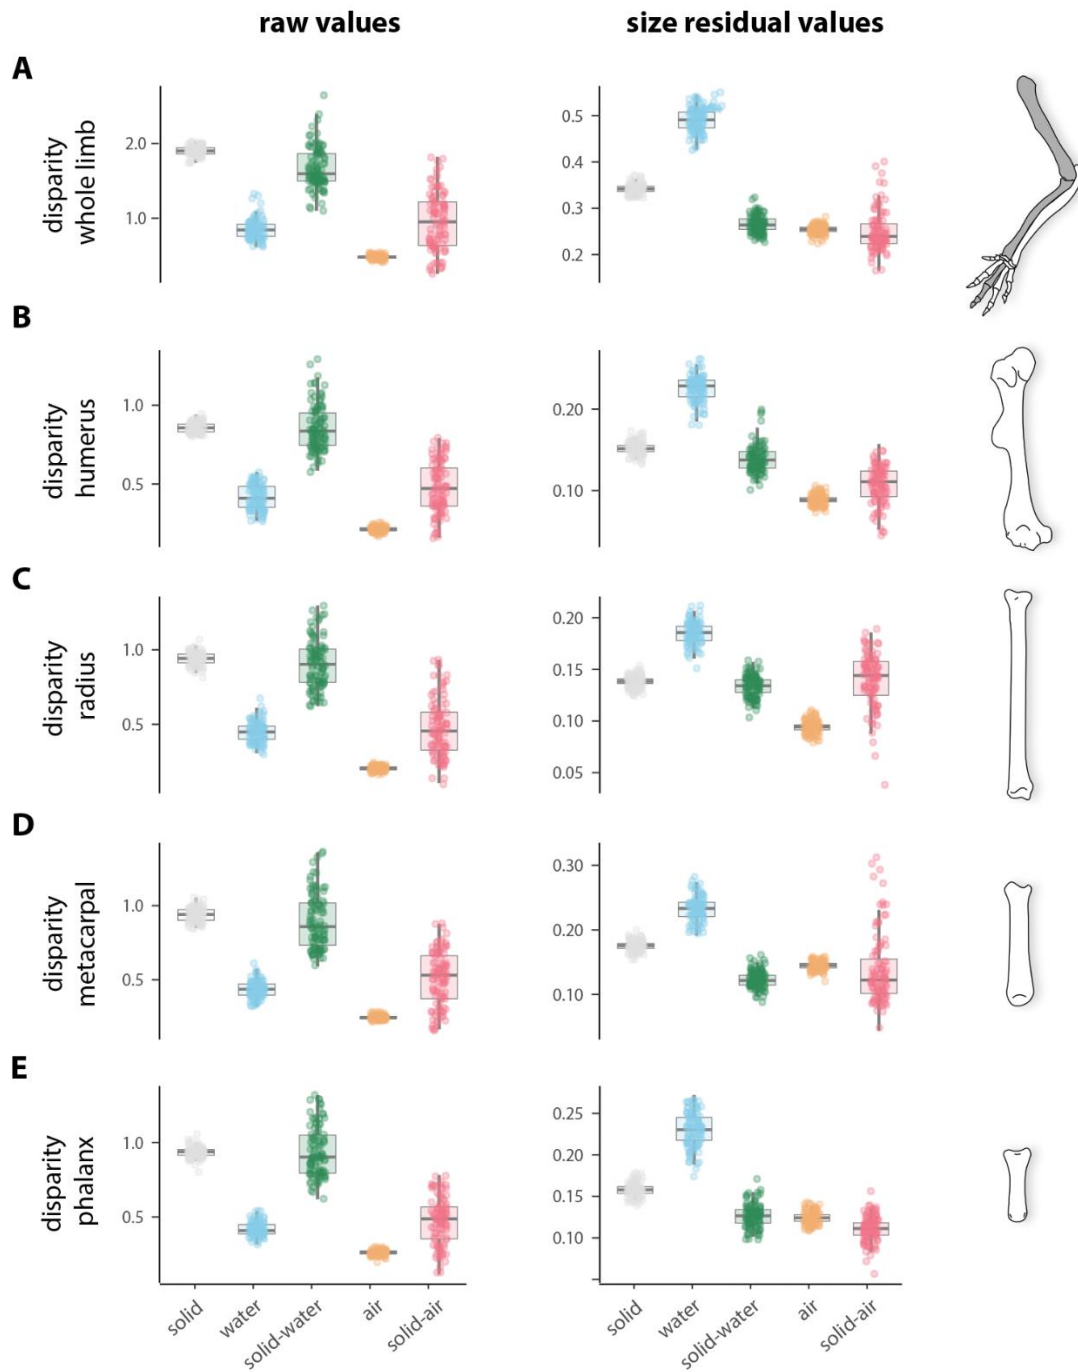 raw values
size residual values
A
disparity
whole limb
2.0
1.0
0.5
0.4
0.3
0.2
B
disparity
humerus
1.0
0.5
0.20
0.10
C
disparity
radius
1.0
0.5
0.20
0.15
0.10
0.05
D
disparity
metacarpal
1.0
0.5
0.30
0.20
0.10
E
disparity
phalanx
1.0
0.5
0.25
0.20
0.15
0.10
solid
water
solid-water
air
solid-air
solid
water
solid-water
air
solid-air